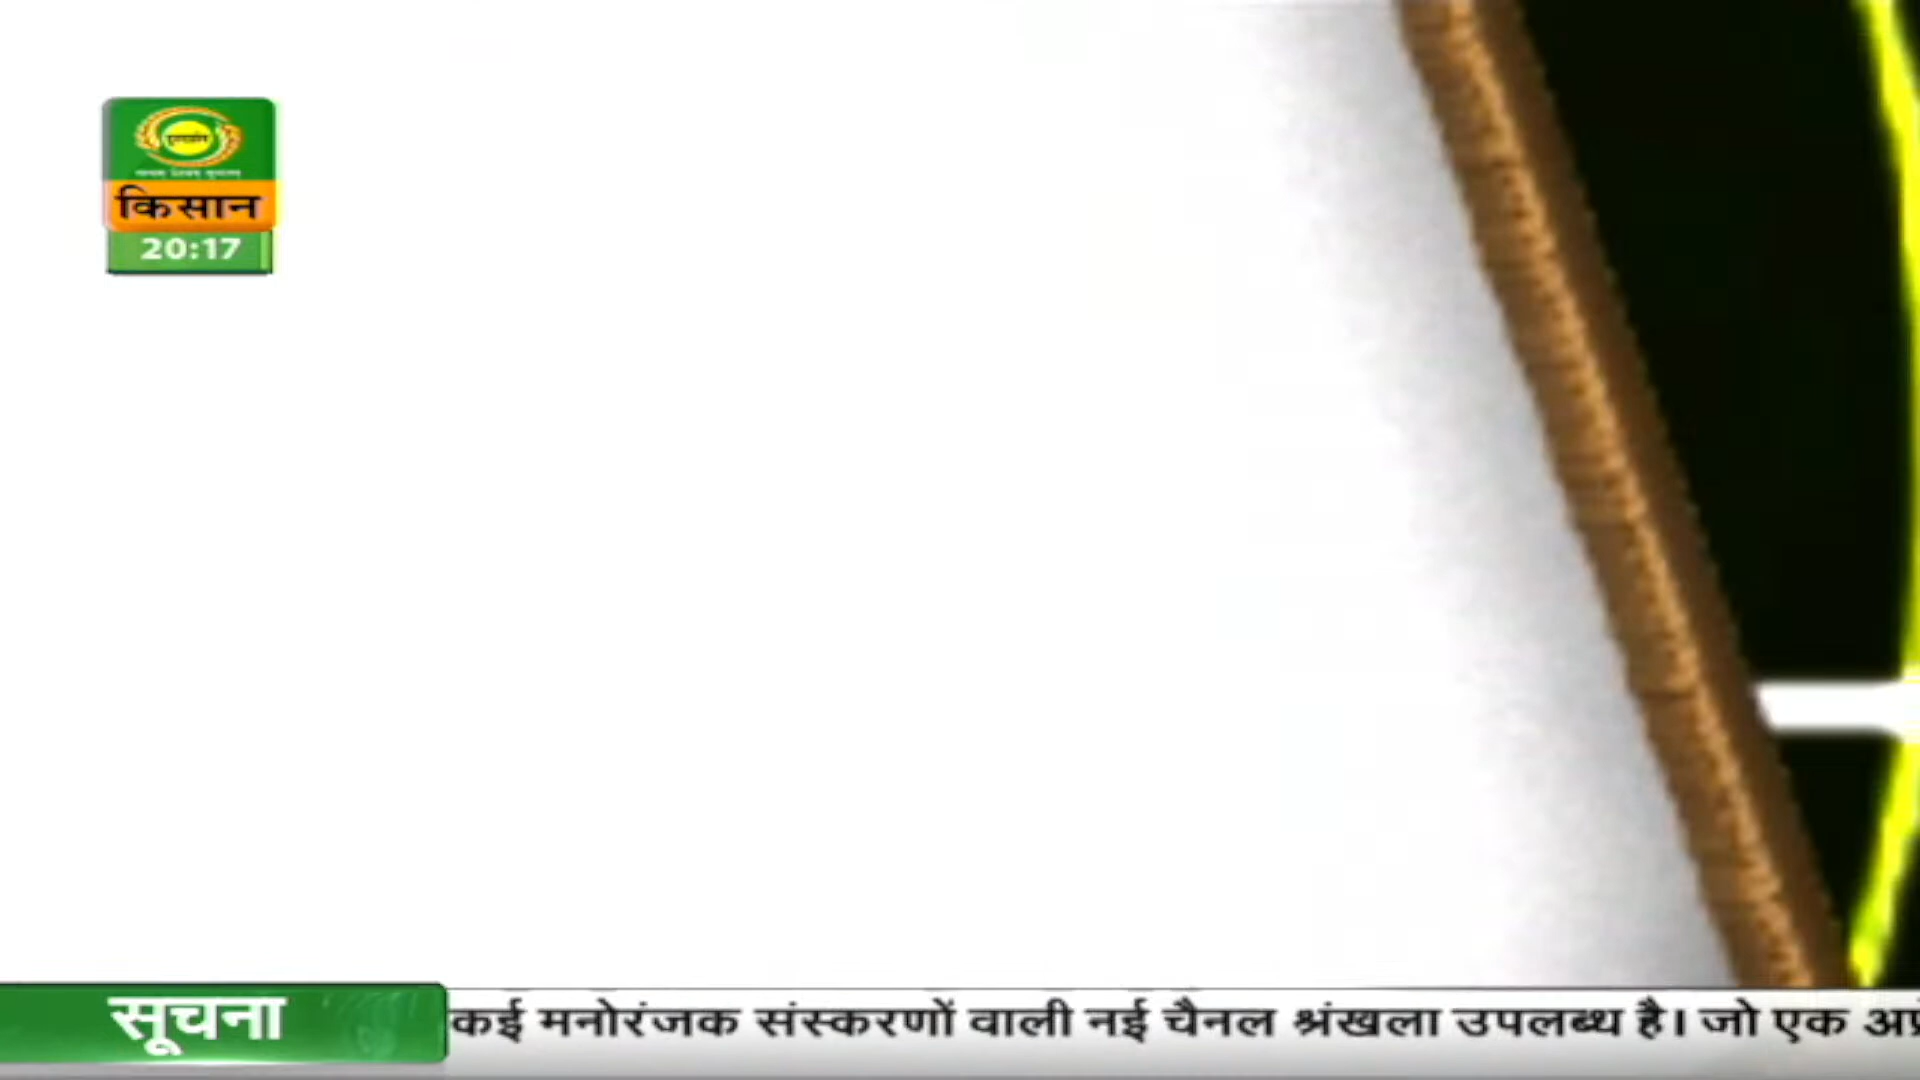 किसान
20:17
सूचना
कई मनोरंजक संस्करणों वाली नई चैनल श्रंखला उपलब्ध है। जो एक